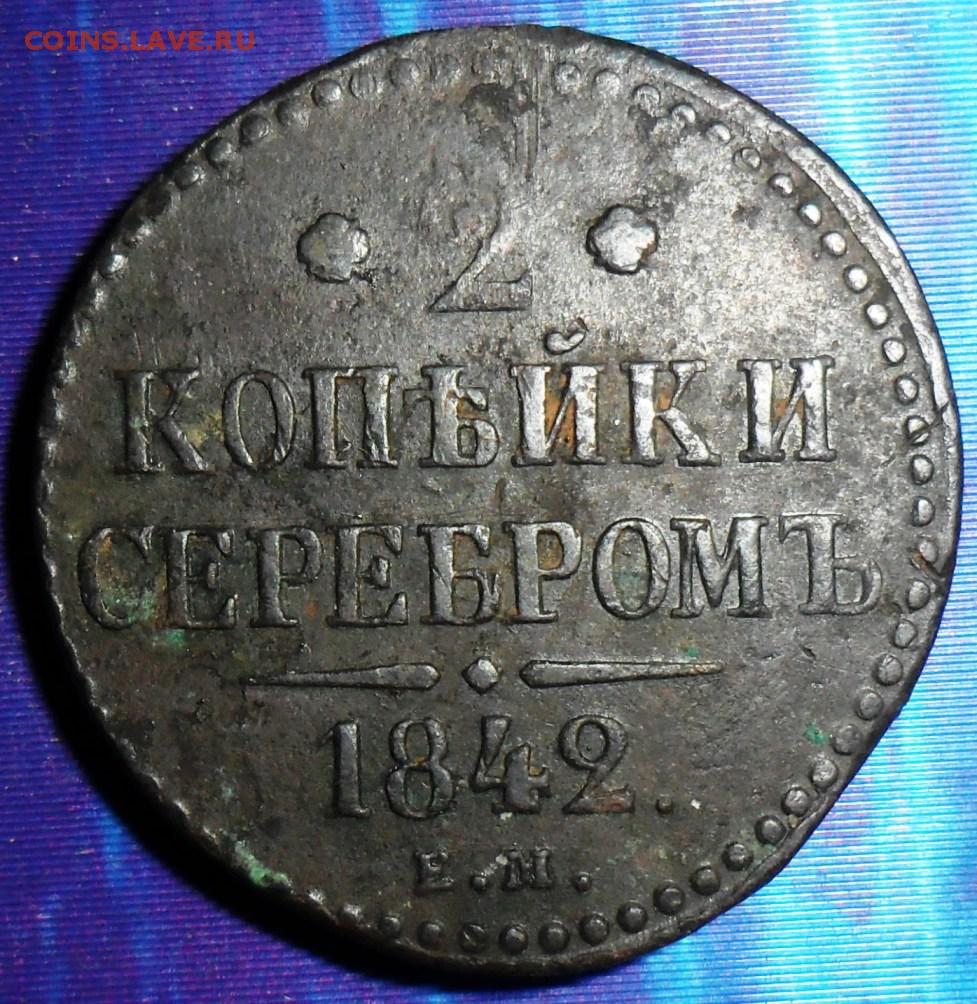 COINS.LAVE.RU
2
КОПѢЙКИ
СЕРЕБРОМЪ
1842.
Е.М.